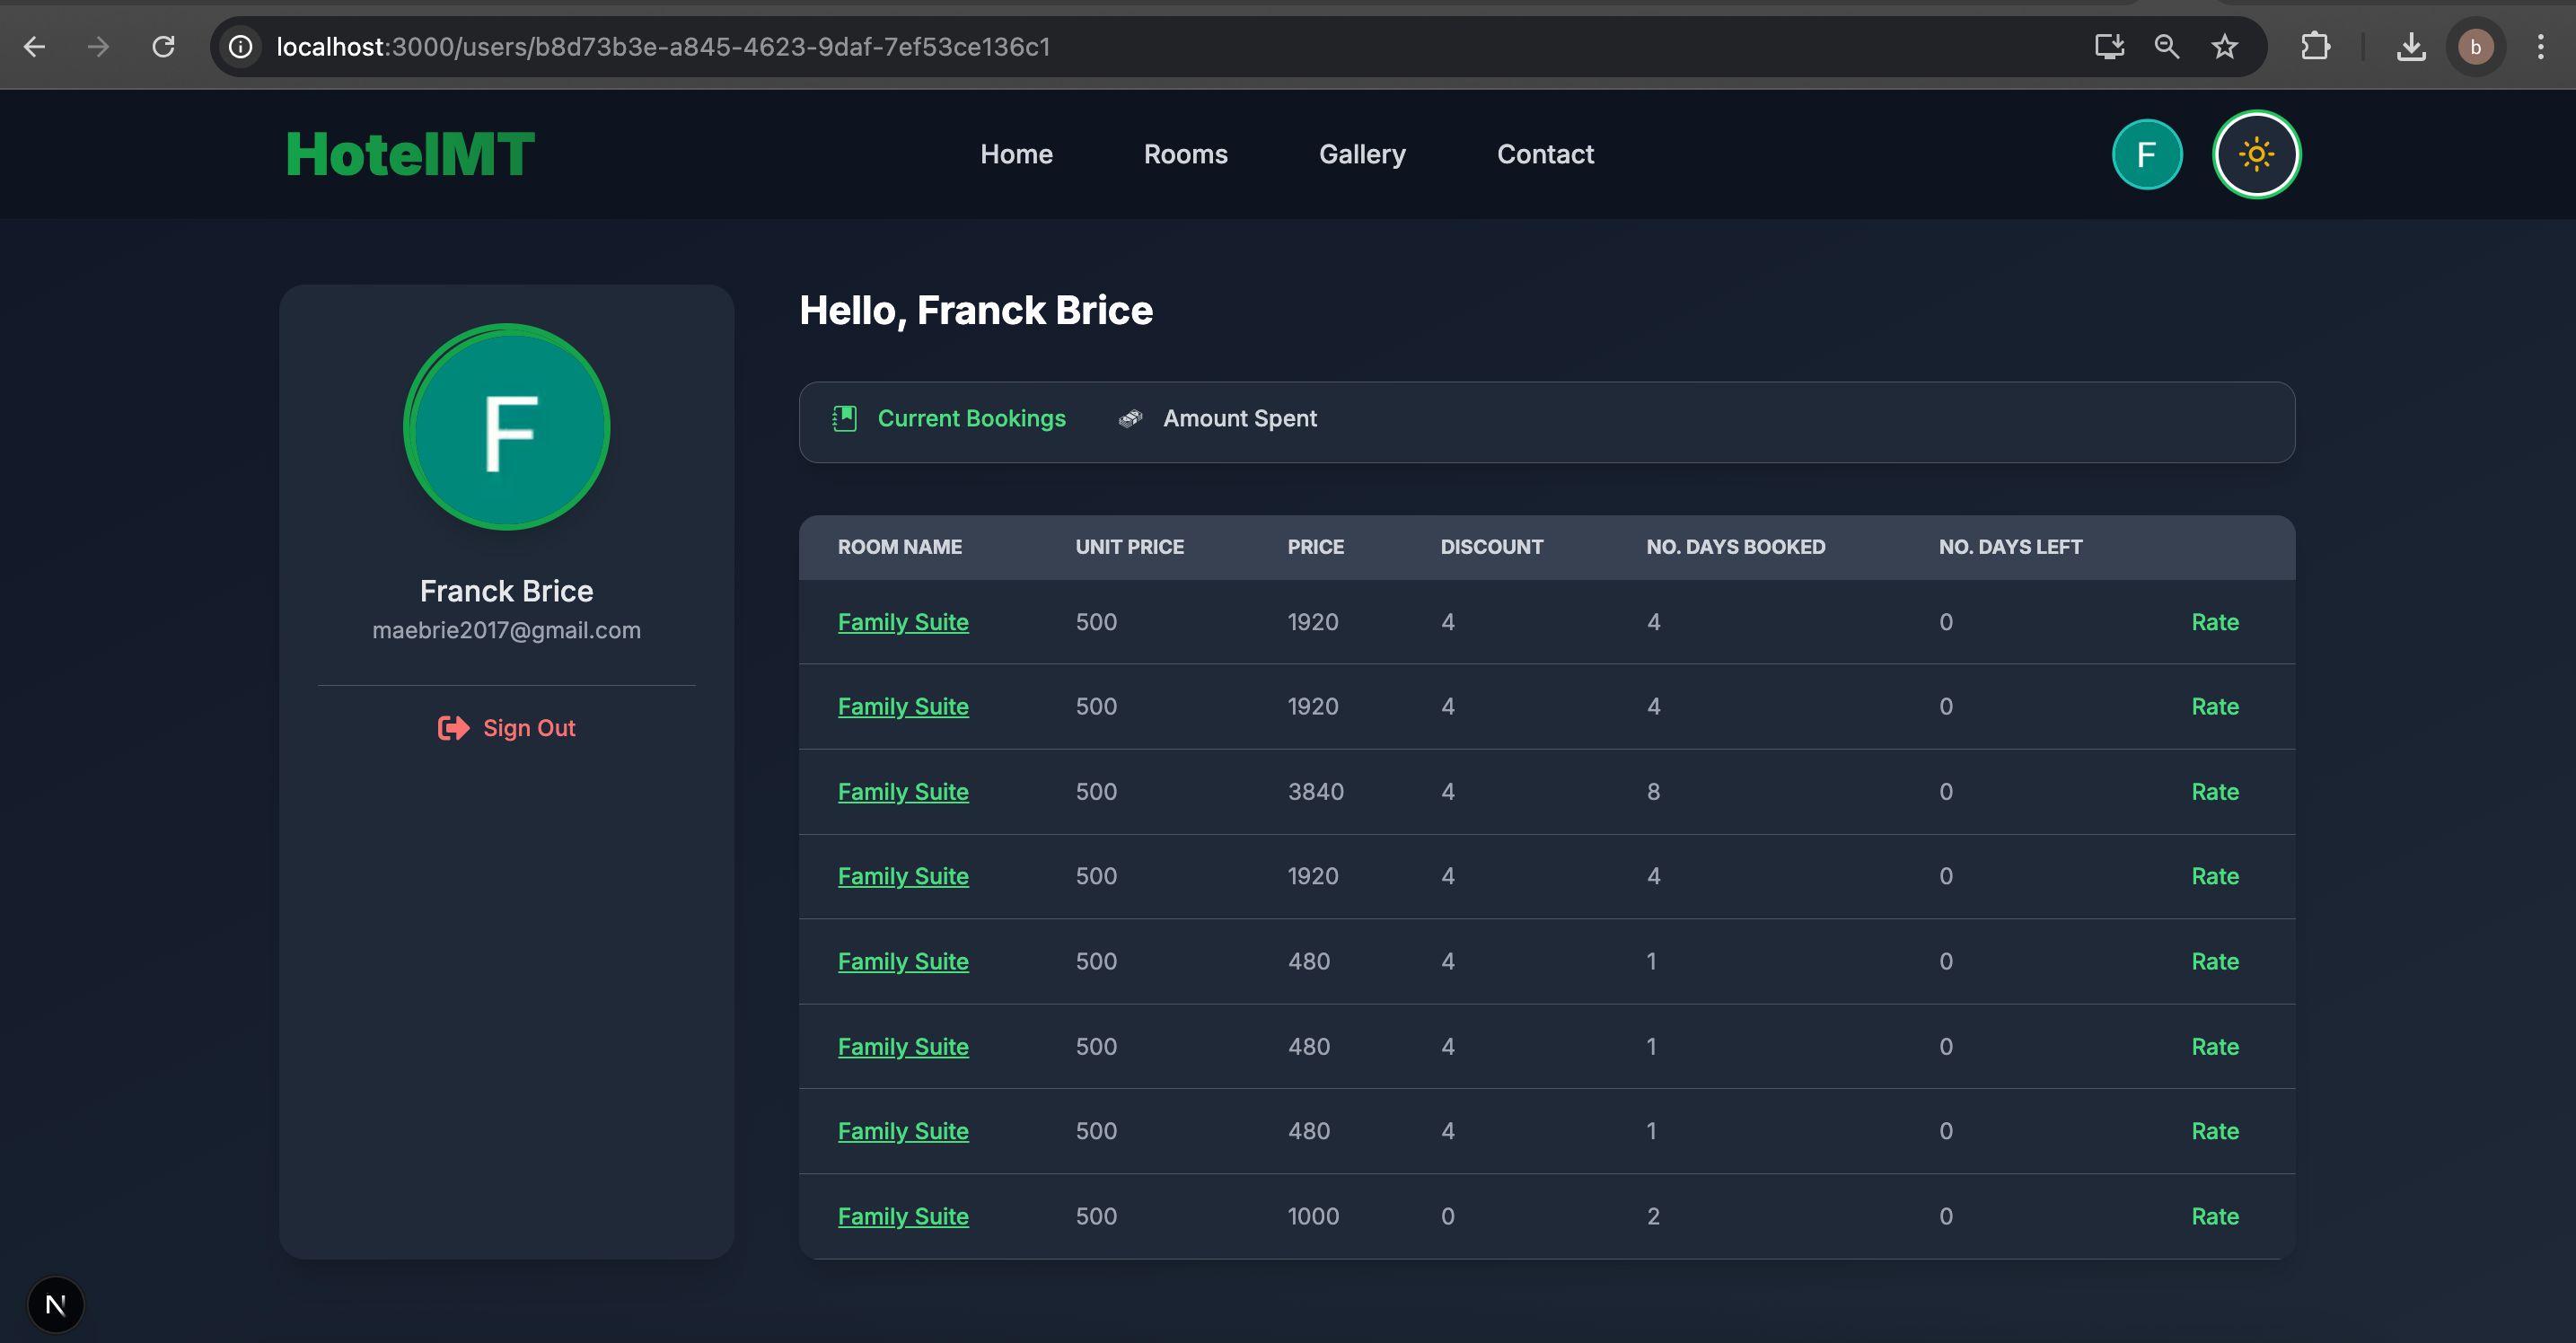 localhost:3000/users/b8d73b3e-a845-4623-9daf-7ef53ce136c1
b
HotelMT
Home Rooms Gallery Contact
F
F
Franck Brice
maebrie2017@gmail.com
Sign Out
Hello, Franck Brice
Current Bookings Amount Spent
ROOM NAME UNIT PRICE PRICE DISCOUNT NO. DAYS BOOKED NO. DAYS LEFT
Family Suite 500 1920 4 4 0 Rate
Family Suite 500 1920 4 4 0 Rate
Family Suite 500 3840 4 8 0 Rate
Family Suite 500 1920 4 4 0 Rate
Family Suite 500 480 4 1 0 Rate
Family Suite 500 480 4 1 0 Rate
Family Suite 500 480 4 1 0 Rate
Family Suite 500 1000 0 2 0 Rate
N